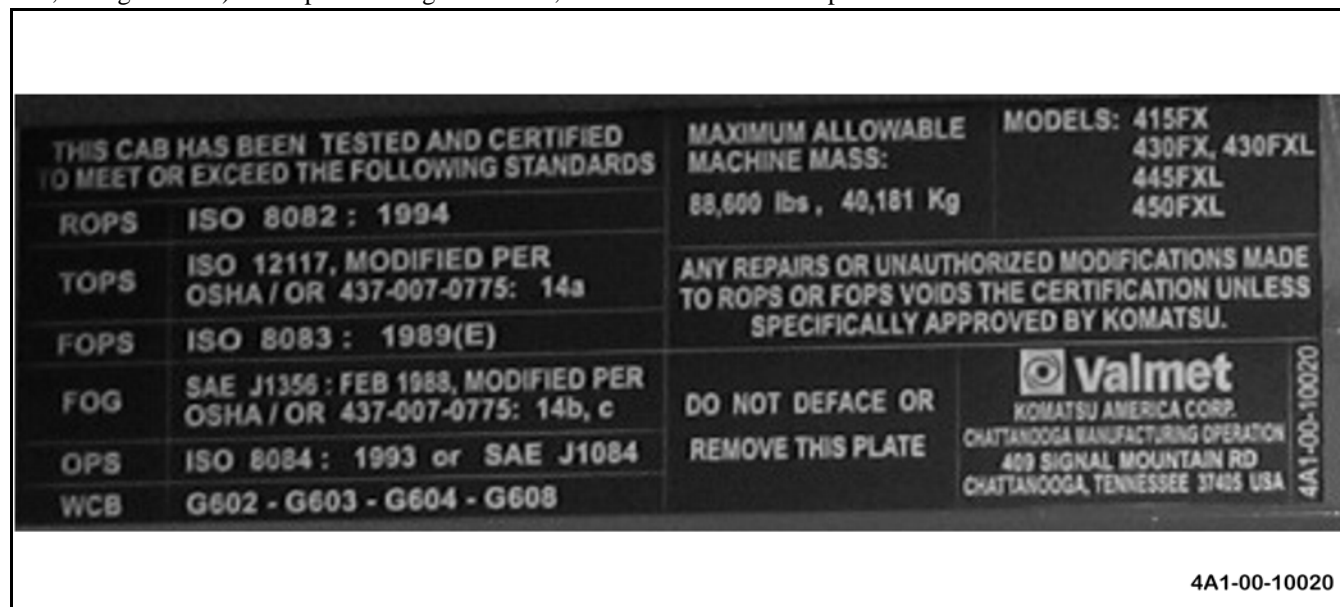 THIS CAB HAS BEEN TESTED AND CERTIFIED
TO MEET OR EXCEED THE FOLLOWING STANDARDS
ROPS ISO 8082 : 1994
TOPS ISO 12117, MODIFIED PER
OSHA / OR 437-007-0775: 14a
FOPS ISO 8083 : 1989(E)
FOG SAE J1356 : FEB 1988, MODIFIED PER
OSHA / OR 437-007-0775: 14b, c
OPS ISO 8084 : 1993 or SAE J1084
WCB G602 - G603 - G604 - G608
MAXIMUM ALLOWABLE
MACHINE MASS:
88,600 lbs , 40,181 Kg
MODELS: 415FX
430FX, 430FXL
445FXL
450FXL
ANY REPAIRS OR UNAUTHORIZED MODIFICATIONS MADE
TO ROPS OR FOPS VOIDS THE CERTIFICATION UNLESS
SPECIFICALLY APPROVED BY KOMATSU.
DO NOT DEFACE OR
REMOVE THIS PLATE
Valmet
KOMATSU AMERICA CORP.
CHATTANOOGA MANUFACTURING OPERATION
409 SIGNAL MOUNTAIN RD
CHATTANOOGA, TENNESSEE 37405 USA
4A1-00-10020
4A1-00-10020